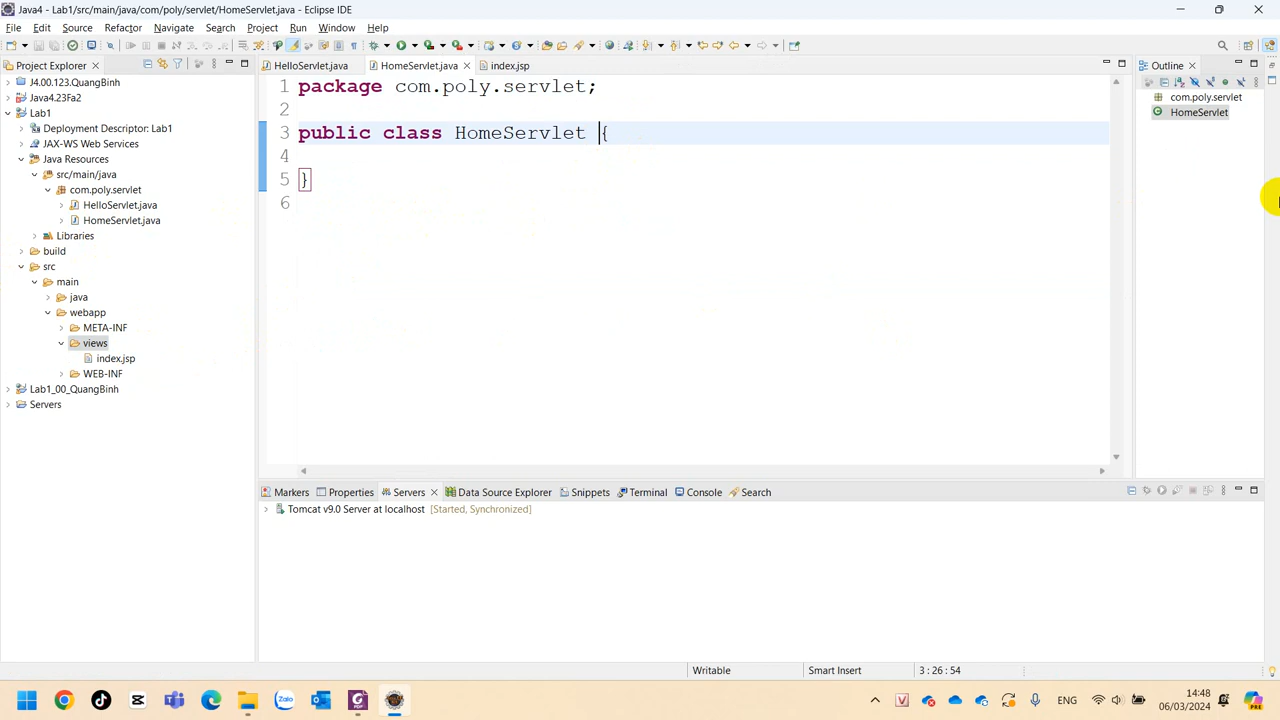 Java4 - Lab1/src/main/java/com/poly/servlet/HomeServlet.java - Eclipse IDE
File Edit Source Refactor Navigate Search Project Run Window Help
Project Explorer
J4.00.123.QuangBinh
Java4.23Fa2
Lab1
Deployment Descriptor: Lab1
JAX-WS Web Services
Java Resources
src/main/java
com.poly.servlet
HelloServlet.java
HomeServlet.java
Libraries
build
src
main
java
webapp
META-INF
views
index.jsp
WEB-INF
Lab1_00_QuangBinh
Servers
HelloServlet.java HomeServlet.java index.jsp
1 package com.poly.servlet;
2
3 public class HomeServlet {
4
5 }
6
Outline
com.poly.servlet
HomeServlet
Markers Properties Servers Data Source Explorer Snippets Terminal Console Search
Tomcat v9.0 Server at localhost [Started, Synchronized]
Writable Smart Insert 3 : 26 : 54
Zalo
ENG
14:48
06/03/2024
PRE